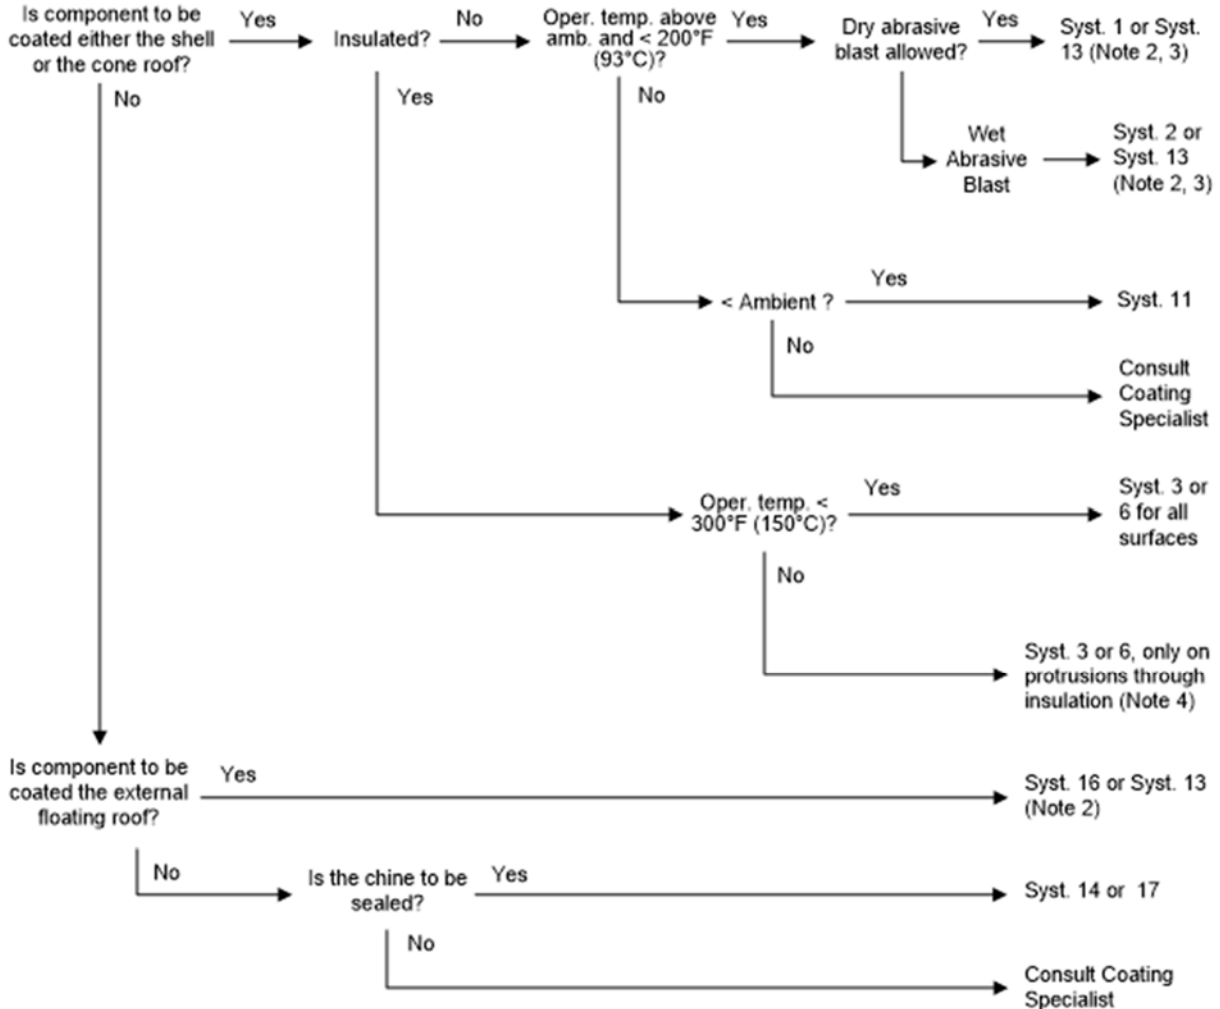 Is component to be
coated either the shell
or the cone roof?
Yes
Insulated?
No
Oper. temp. above
amb. and < 200°F
(93°C)?
Yes
Dry abrasive
blast allowed?
Yes
Syst. 1 or Syst.
13 (Note 2, 3)
No
Yes
No
Wet
Abrasive
Blast
Syst. 2 or
Syst. 13
(Note 2, 3)
< Ambient ?
Yes
Syst. 11
No
Consult
Coating
Specialist
Oper. temp. <
300°F (150°C)?
Yes
Syst. 3 or
6 for all
surfaces
No
Syst. 3 or 6, only on
protrusions through
insulation (Note 4)
Is component to be
coated the external
floating roof?
Yes
Syst. 16 or Syst. 13
(Note 2)
No
Is the chine to be
sealed?
Yes
Syst. 14 or 17
No
Consult Coating
Specialist